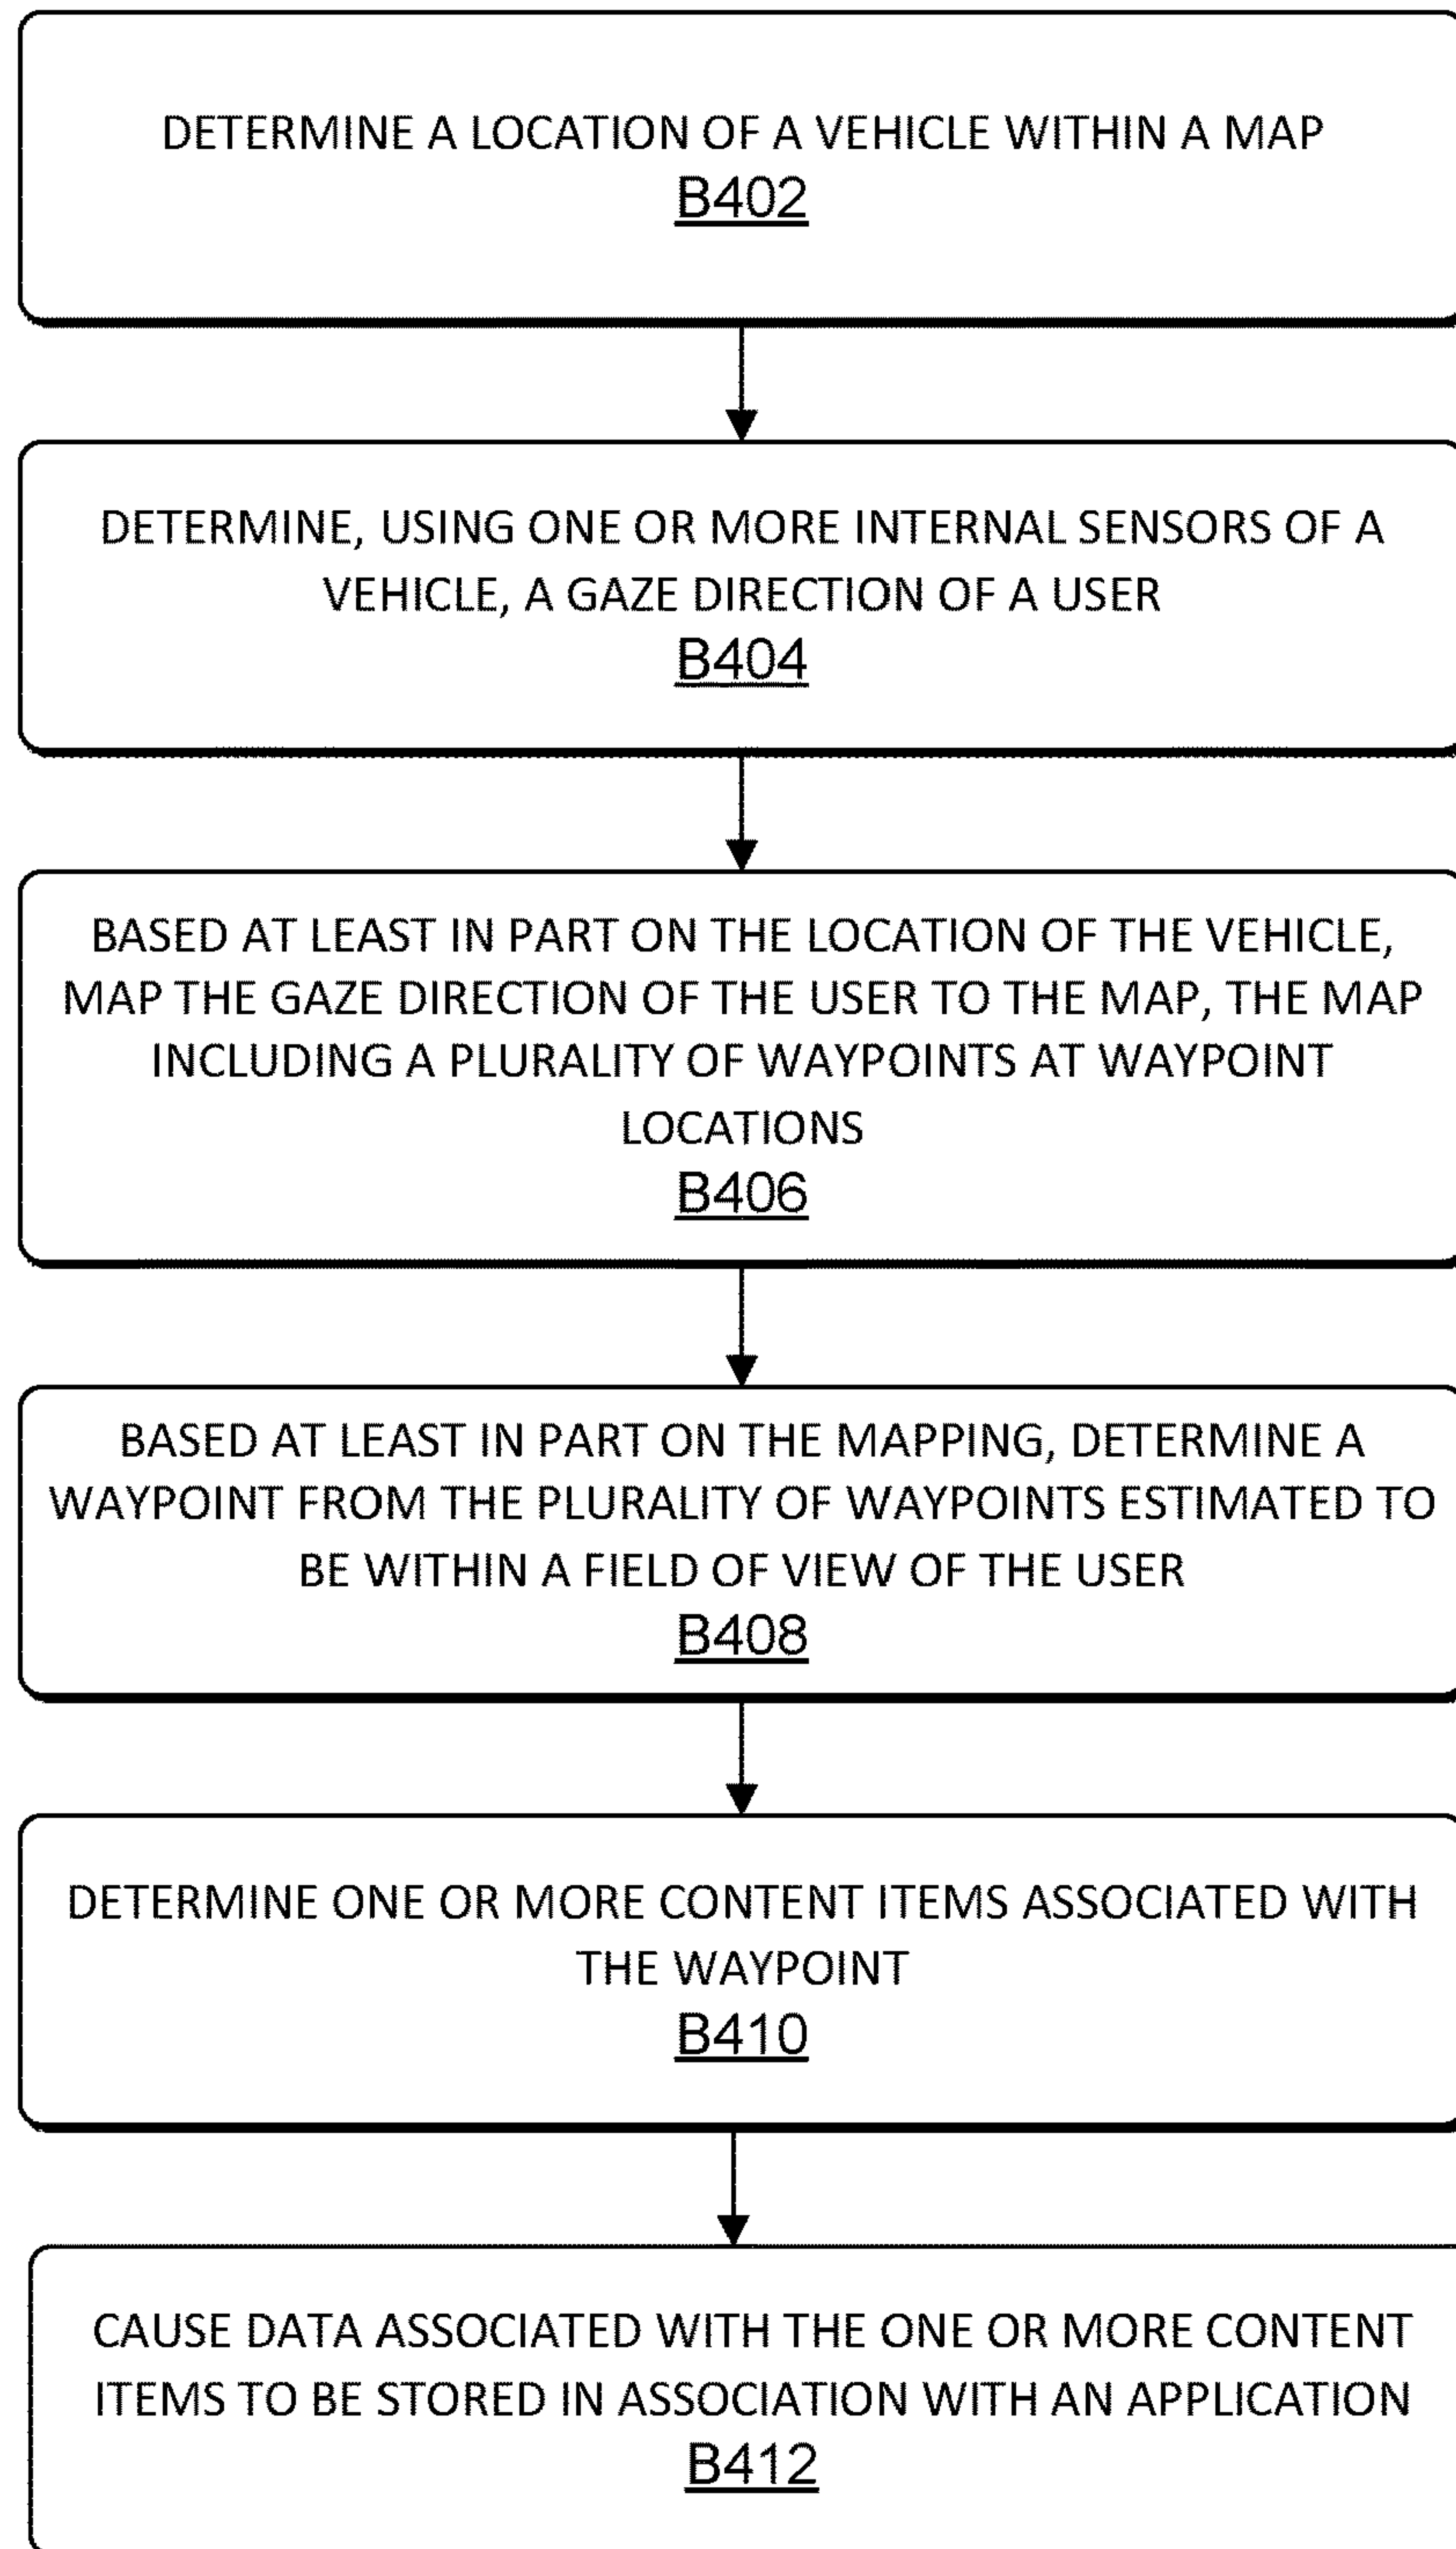 DETERMINE A LOCATION OF A VEHICLE WITHIN A MAP
B402
DETERMINE, USING ONE OR MORE INTERNAL SENSORS OF A
VEHICLE, A GAZE DIRECTION OF A USER
B404
BASED AT LEAST IN PART ON THE LOCATION OF THE VEHICLE,
MAP THE GAZE DIRECTION OF THE USER TO THE MAP, THE MAP
INCLUDING A PLURALITY OF WAYPOINTS AT WAYPOINT
LOCATIONS
B406
BASED AT LEAST IN PART ON THE MAPPING, DETERMINE A
WAYPOINT FROM THE PLURALITY OF WAYPOINTS ESTIMATED TO
BE WITHIN A FIELD OF VIEW OF THE USER
B408
DETERMINE ONE OR MORE CONTENT ITEMS ASSOCIATED WITH
THE WAYPOINT
B410
CAUSE DATA ASSOCIATED WITH THE ONE OR MORE CONTENT
ITEMS TO BE STORED IN ASSOCIATION WITH AN APPLICATION
B412